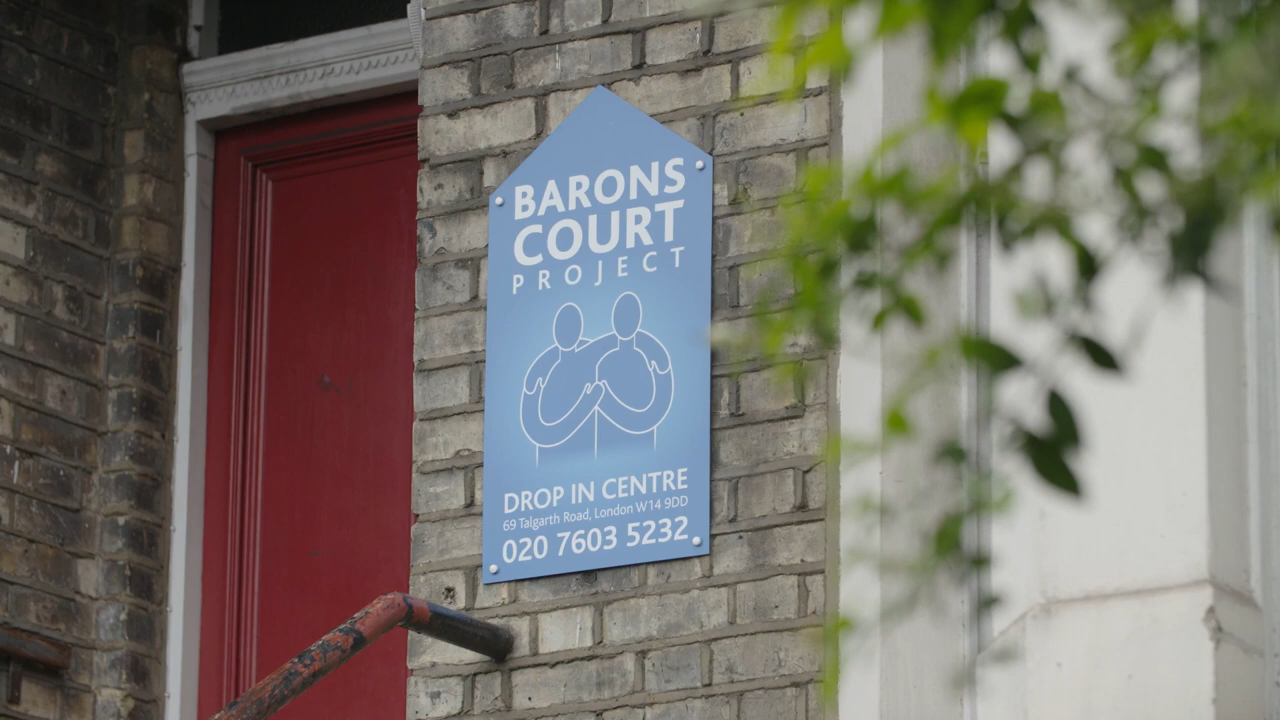 BARONS
COURT
PROJECT
DROP IN CENTRE
69 Talgarth Road, London W14 9DD
020 7603 5232